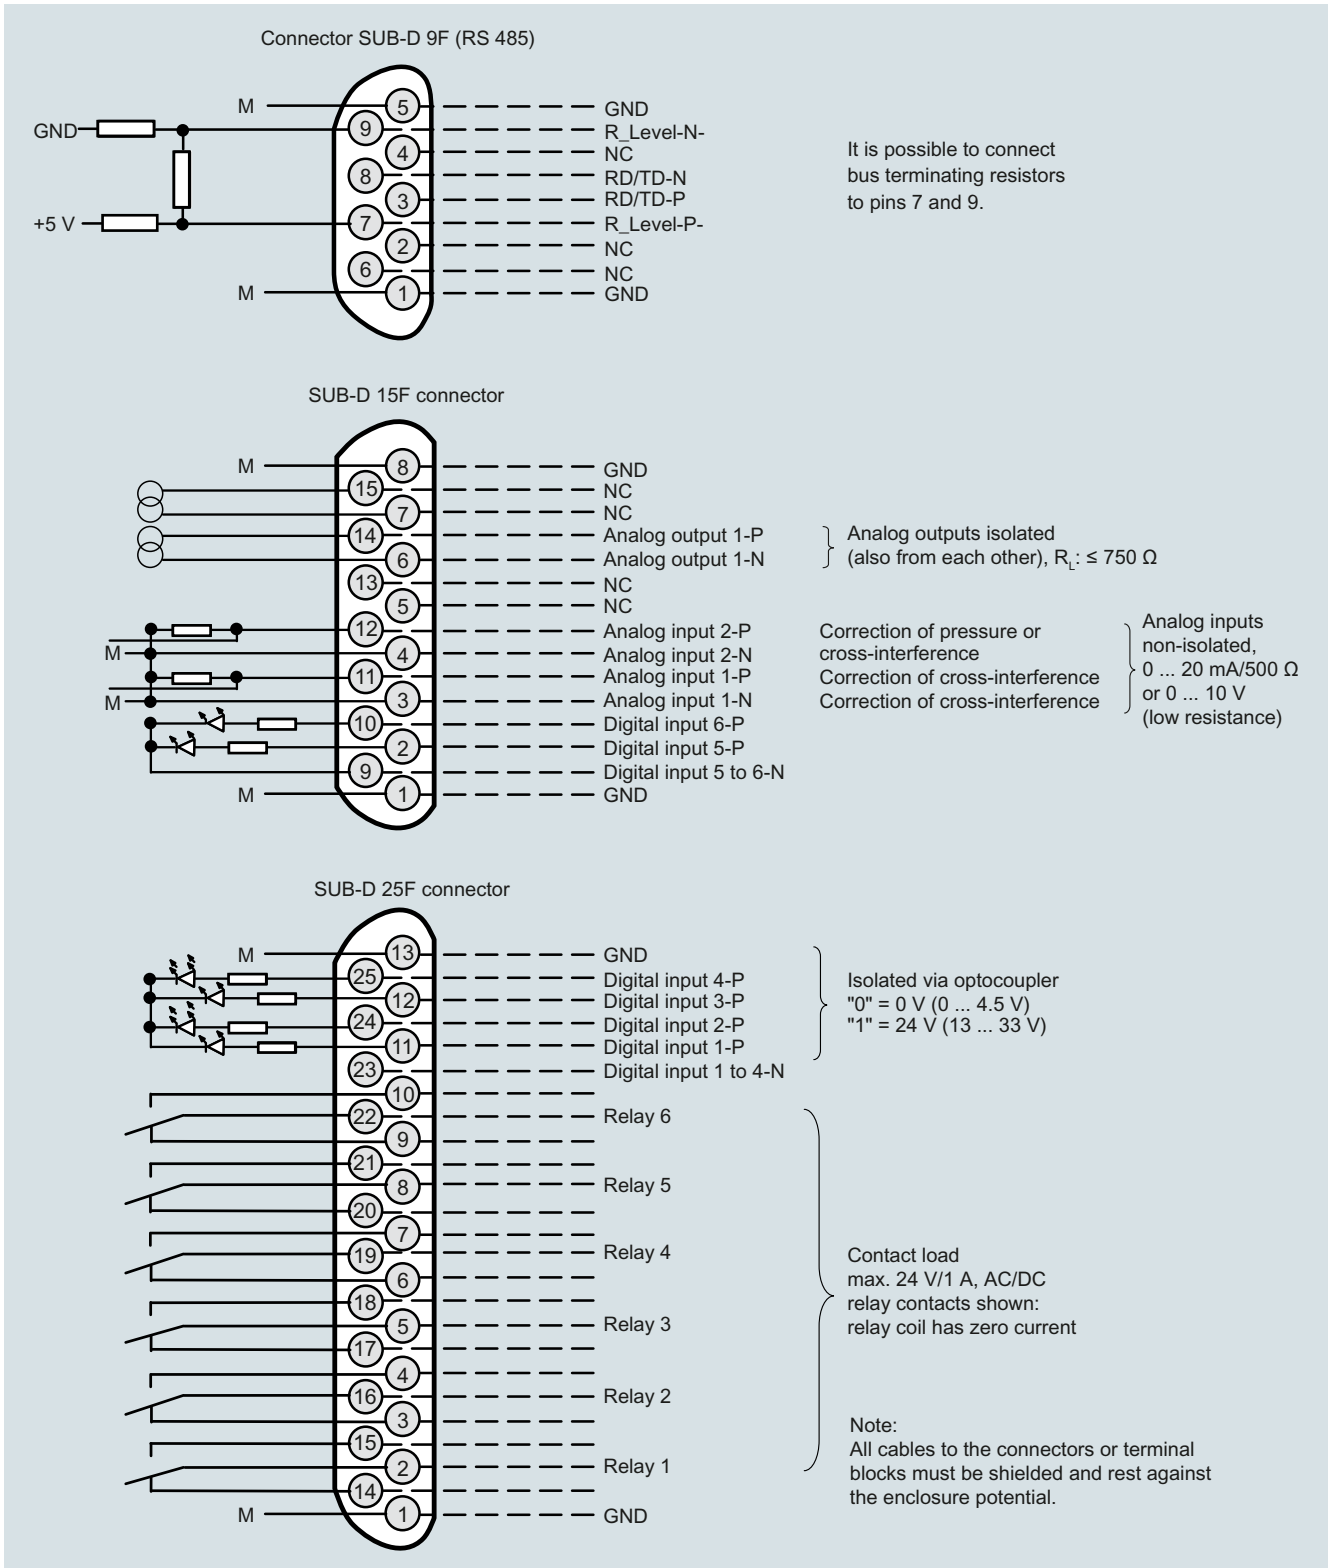 Connector SUB-D 9F (RS 485)
M 5 GND
GND 9 R_Level-N-
4 NC
8 RD/TD-N
3 RD/TD-P
+5 V 7 R_Level-P-
2 NC
6 NC
M 1 GND
It is possible to connect
bus terminating resistors
to pins 7 and 9.
SUB-D 15F connector
M 8 GND
15 NC
7 NC
14 Analog output 1-P
6 Analog output 1-N
Analog outputs isolated
(also from each other), RL: ≤ 750 Ω
13 NC
5 NC
12 Analog input 2-P
M 4 Analog input 2-N
11 Analog input 1-P
M 3 Analog input 1-N
10 Digital input 6-P
2 Digital input 5-P
9 Digital input 5 to 6-N
M 1 GND
Correction of pressure or
cross-interference
Correction of cross-interference
Correction of cross-interference
Analog inputs
non-isolated,
0 ... 20 mA/500 Ω
or 0 ... 10 V
(low resistance)
SUB-D 25F connector
M 13 GND
25 Digital input 4-P
12 Digital input 3-P
24 Digital input 2-P
11 Digital input 1-P
23 Digital input 1 to 4-N
Isolated via optocoupler
"0" = 0 V (0 ... 4.5 V)
"1" = 24 V (13 ... 33 V)
10
22 Relay 6
9
21
8 Relay 5
20
7
19 Relay 4
6
18
5 Relay 3
17
4
16 Relay 2
3
15
2 Relay 1
14
M 1 GND
Contact load
max. 24 V/1 A, AC/DC
relay contacts shown:
relay coil has zero current
Note:
All cables to the connectors or terminal
blocks must be shielded and rest against
the enclosure potential.